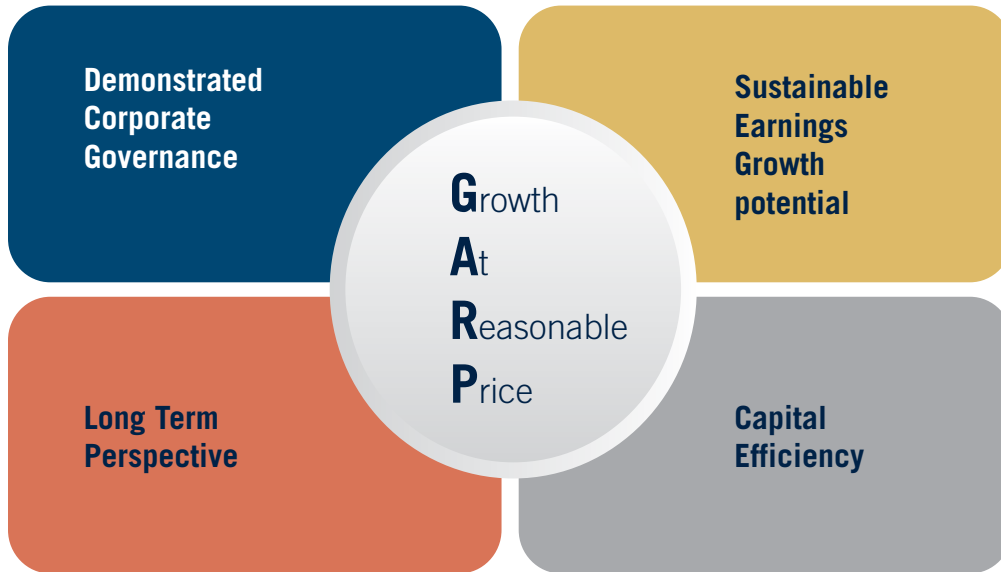 Demonstrated
Corporate
Governance
Sustainable
Earnings
Growth
potential
Growth
At
Reasonable
Price
Long Term
Perspective
Capital
Efficiency